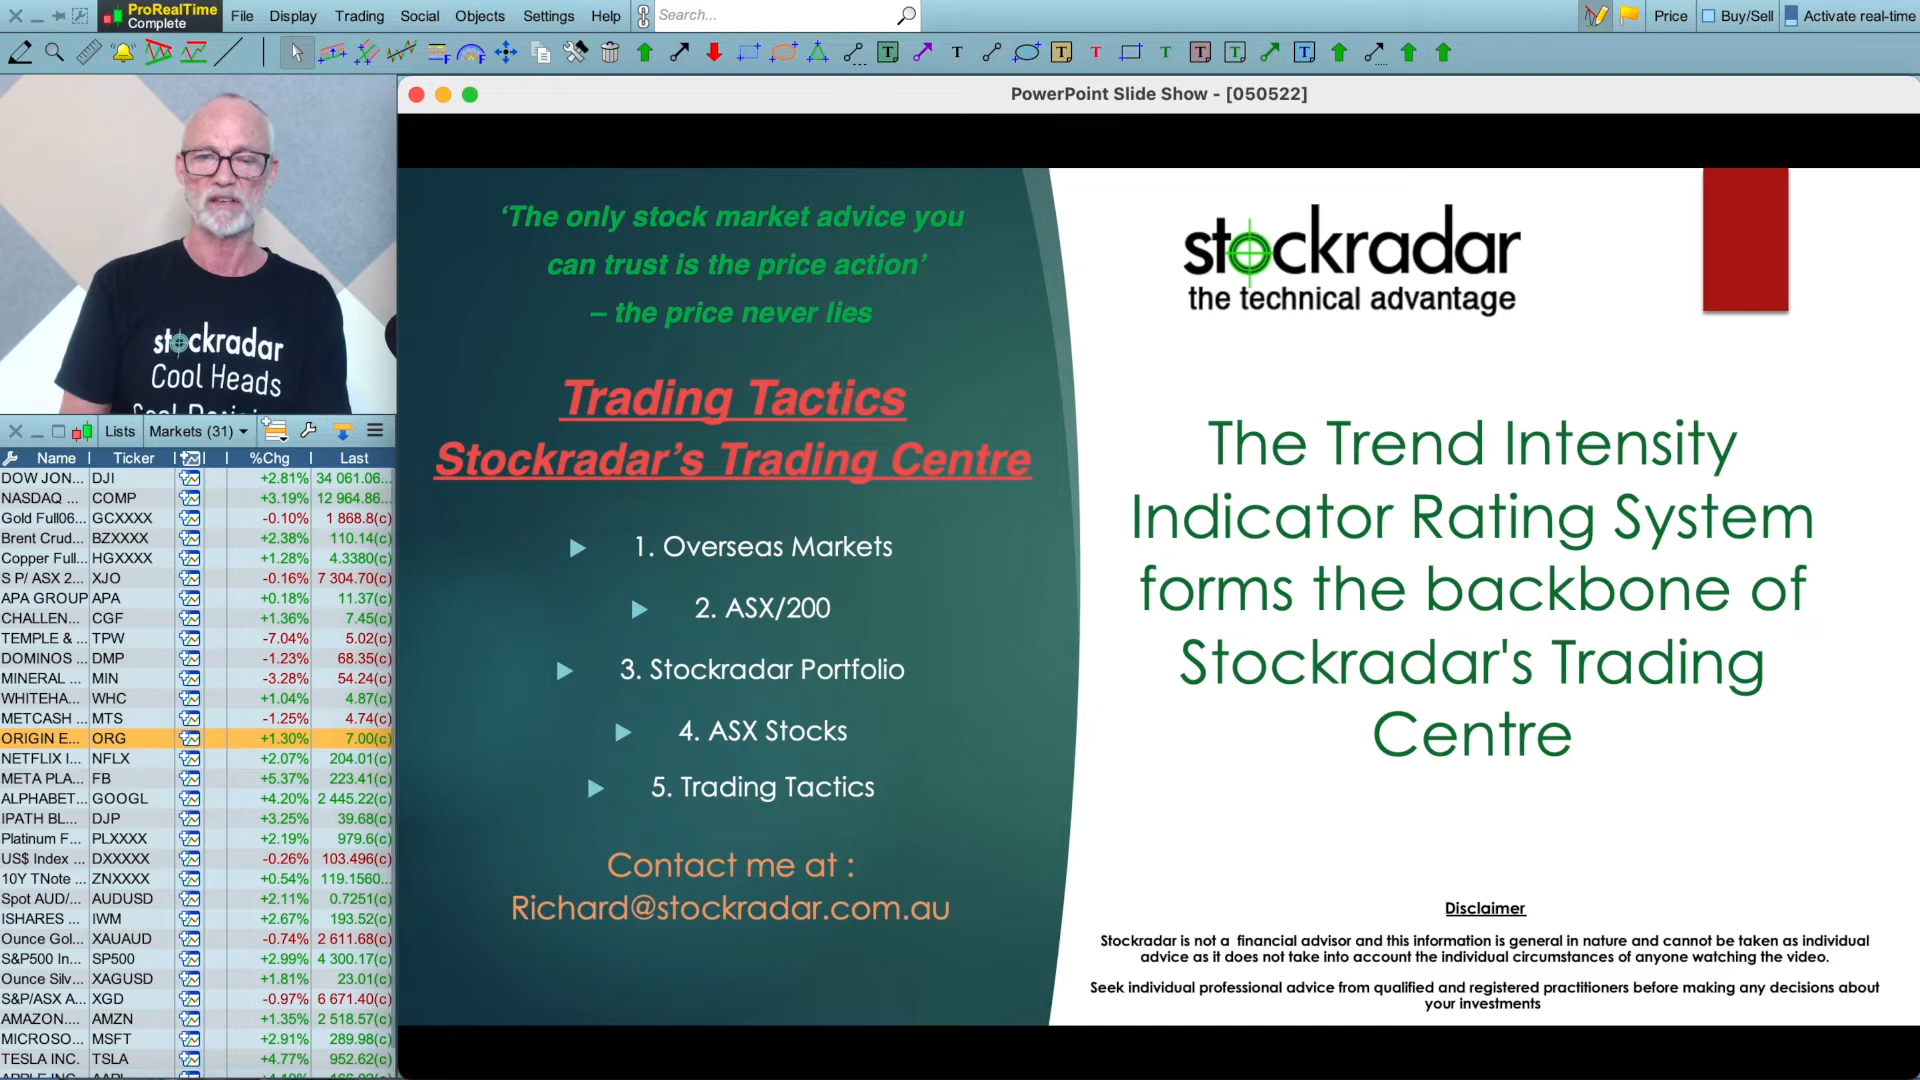 ProRealTime
Complete
File Display Trading Social Objects Settings Help
Search...
Price
Buy/Sell
Activate real-time
PowerPoint Slide Show - [050522]
stockradar
Cool Heads
Lists Markets (31)
Name Ticker %Chg Last
DOW JON... DJI +2.81% 34 061.06...
NASDAQ ... COMP +3.19% 12 964.86...
Gold Full06... GCXXXX -0.10% 1 868.8(c)
Brent Crud... BZXXXX +2.38% 110.14(c)
Copper Full... HGXXXX +1.28% 4.3380(c)
S P/ ASX 2... XJO -0.16% 7 304.70(c)
APA GROUP APA +0.18% 11.37(c)
CHALLEN... CGF +1.36% 7.45(c)
TEMPLE & ... TPW -7.04% 5.02(c)
DOMINOS ... DMP -1.23% 68.35(c)
MINERAL ... MIN -3.28% 54.24(c)
WHITEHA... WHC +1.04% 4.87(c)
METCASH ... MTS -1.25% 4.74(c)
ORIGIN E... ORG +1.30% 7.00(c)
NETFLIX I... NFLX +2.07% 204.01(c)
META PLA... FB +5.37% 223.41(c)
ALPHABET... GOOGL +4.20% 2 445.22(c)
IPATH BL... DJP +3.25% 39.68(c)
Platinum F... PLXXXX +2.19% 979.6(c)
US$ Index ... DXXXXX -0.26% 103.496(c)
10Y TNote ... ZNXXXX +0.54% 119.1560...
Spot AUD/... AUDUSD +2.11% 0.7251(c)
ISHARES ... IWM +2.67% 193.52(c)
Ounce Gol... XAUAUD -0.74% 2 611.68(c)
S&P500 In... SP500 +2.99% 4 300.17(c)
Ounce Silv... XAGUSD +1.81% 23.01(c)
S&P/ASX A... XGD -0.97% 6 671.40(c)
AMAZON.... AMZN +1.35% 2 518.57(c)
MICROSO... MSFT +2.91% 289.98(c)
TESLA INC. TSLA +4.77% 952.62(c)
‘The only stock market advice you
can trust is the price action’
– the price never lies
Trading Tactics
Stockradar’s Trading Centre
1. Overseas Markets
2. ASX/200
3. Stockradar Portfolio
4. ASX Stocks
5. Trading Tactics
Contact me at :
Richard@stockradar.com.au
stockradar
the technical advantage
The Trend Intensity
Indicator Rating System
forms the backbone of
Stockradar's Trading
Centre
Disclaimer
Stockradar is not a financial advisor and this information is general in nature and cannot be taken as individual
advice as it does not take into account the individual circumstances of anyone watching the video.
Seek individual professional advice from qualified and registered practitioners before making any decisions about
your investments